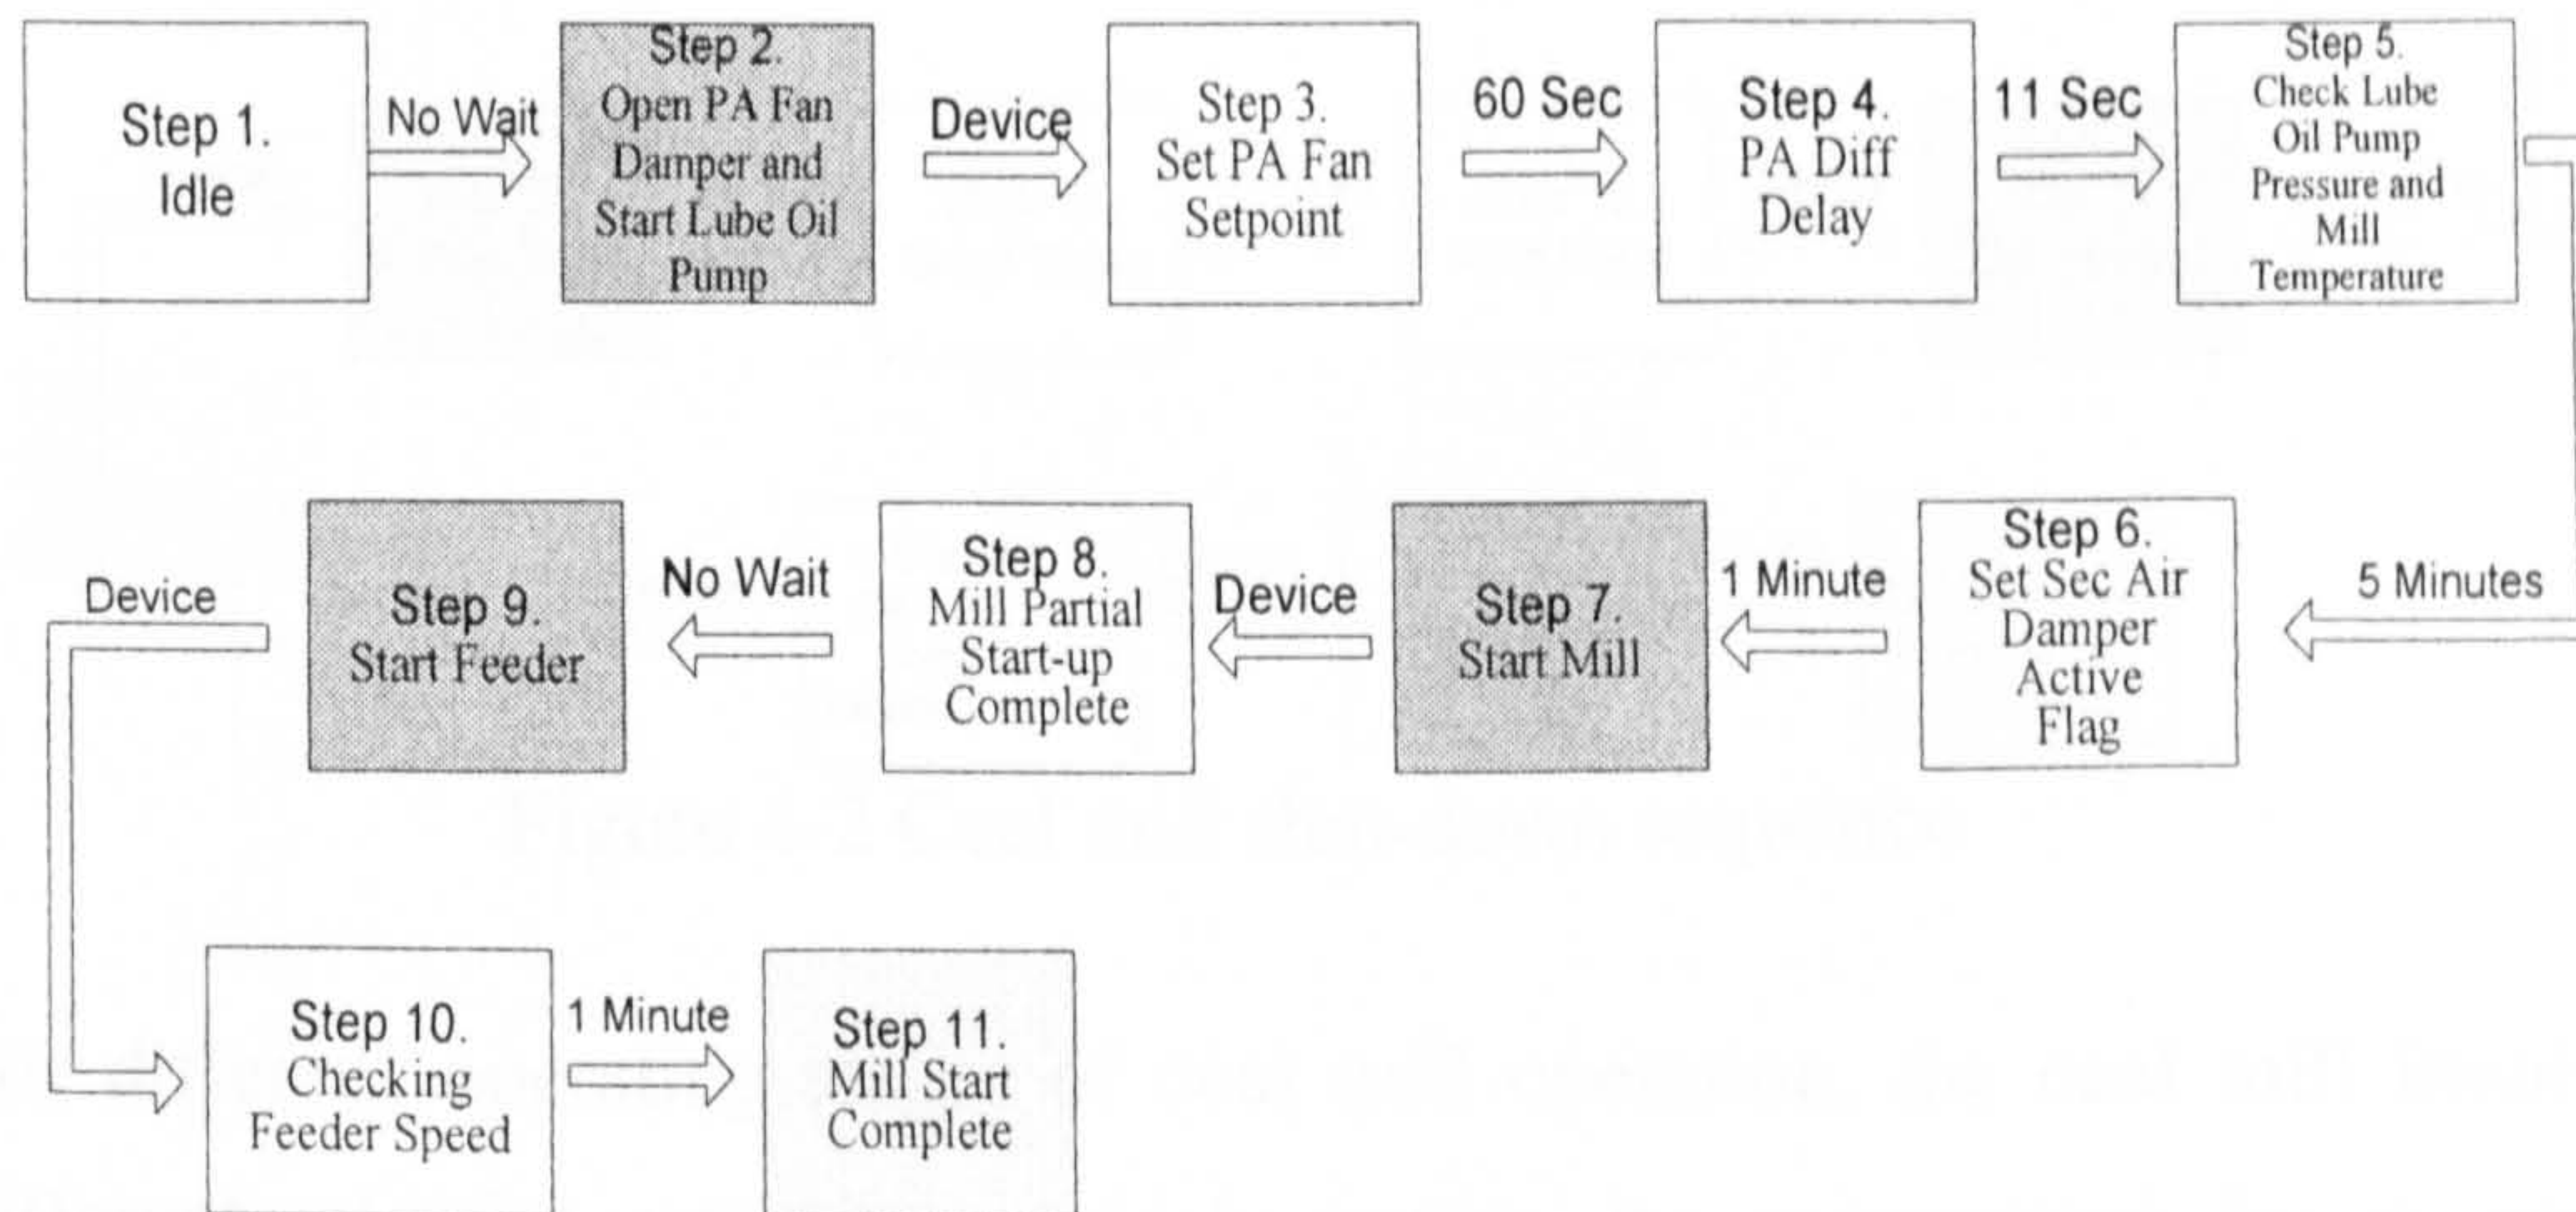 Step 1.
Idle
No Wait
Step 2.
Open PA Fan
Damper and
Start Lube Oil
Pump
Device
Step 3.
Set PA Fan
Setpoint
60 Sec
Step 4.
PA Diff
Delay
11 Sec
Step 5.
Check Lube
Oil Pump
Pressure and
Mill
Temperature
5 Minutes
Step 6.
Set Sec Air
Damper
Active
Flag
1 Minute
Step 7.
Start Mill
Device
Step 8.
Mill Partial
Start-up
Complete
No Wait
Step 9.
Start Feeder
Device
Step 10.
Checking
Feeder Speed
1 Minute
Step 11.
Mill Start
Complete